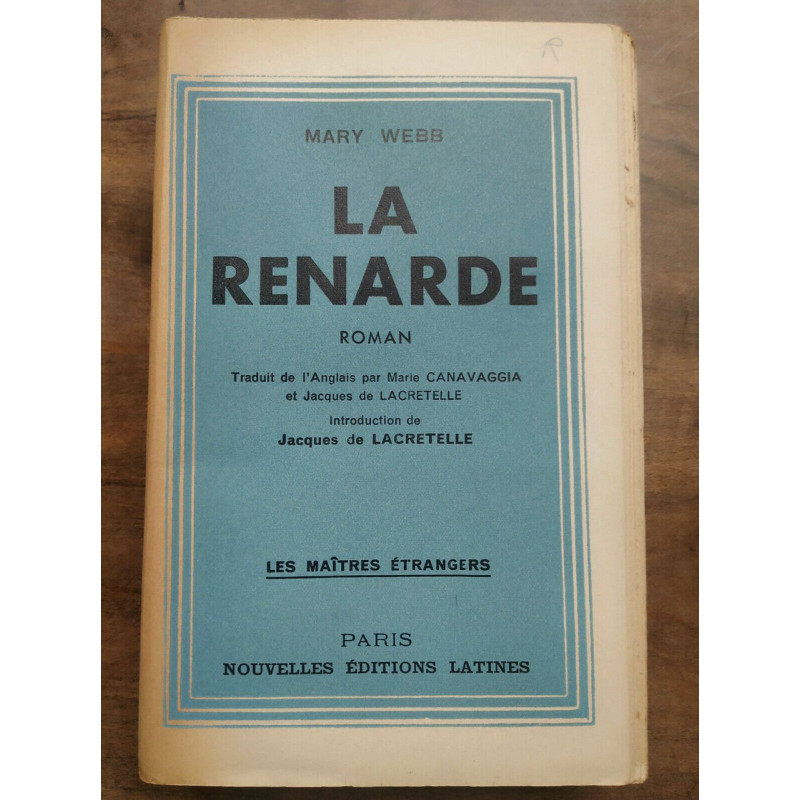 R
MARY WEBB
LA
RENARDE
ROMAN
Traduit de l'Anglais par Marie CANAVAGGIA
et Jacques de LACRETELLE
Introduction de
Jacques de LACRETELLE
LES MAÎTRES ÉTRANGERS
PARIS
NOUVELLES ÉDITIONS LATINES